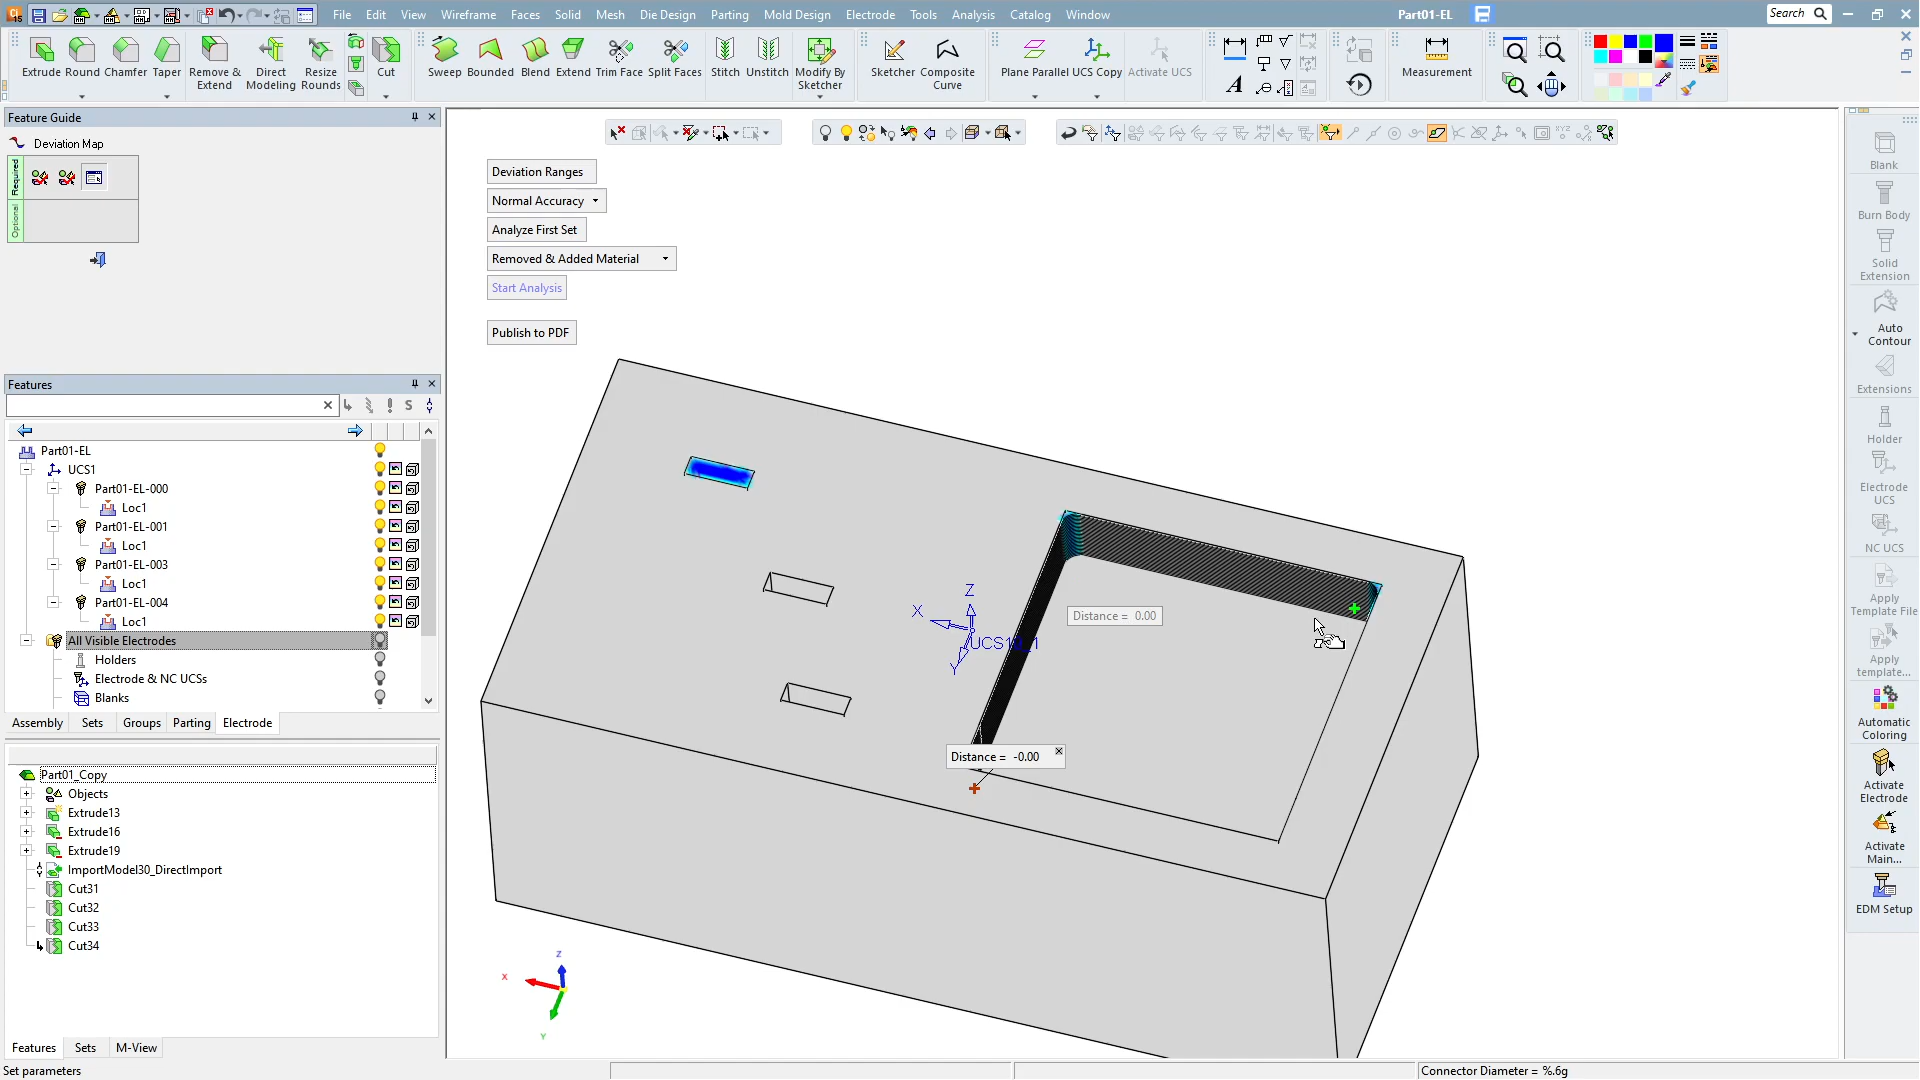 File Edit View Wireframe Faces Solid Mesh Die Design Parting Mold Design Electrode Tools Analysis Catalog Window
Part01-EL
Search
Extrude Round Chamfer Taper Remove & Extend Direct Modeling Resize Rounds Cut
Sweep Bounded Blend Extend Trim Face Split Faces Stitch Unstitch Modify By Sketcher
Sketcher Composite Curve
Plane Parallel UCS Copy Activate UCS
A
Measurement
Feature Guide
Deviation Map
Required
Optional
Deviation Ranges
Normal Accuracy
Analyze First Set
Removed & Added Material
Start Analysis
Publish to PDF
Features
S
Part01-EL
UCS1
Part01-EL-000
Loc1
Part01-EL-001
Loc1
Part01-EL-003
Loc1
Part01-EL-004
Loc1
All Visible Electrodes
Holders
Electrode & NC UCSs
Blanks
Assembly Sets Groups Parting Electrode
Part01_Copy
Objects
Extrude13
Extrude16
Extrude19
ImportModel30_DirectImport
Cut31
Cut32
Cut33
Cut34
Features Sets M-View
Set parameters
Z
X
Y
Distance = 0.00
Distance = -0.00
Z
X
Y
Connector Diameter = %.6g
Blank
Burn Body
Solid Extension
Auto Contour
Extensions
Holder
Electrode UCS
NC UCS
Apply Template File
Apply template...
Automatic Coloring
Activate Electrode
Activate Main...
EDM Setup